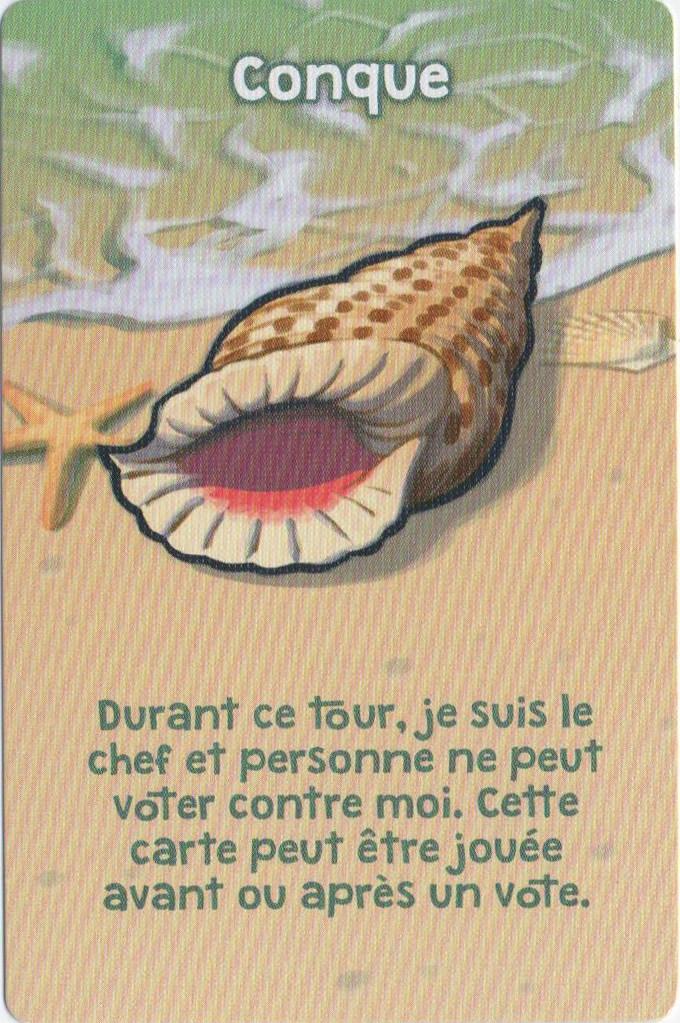 Conque
Durant ce tour, je suis le
chef et personne ne peut
voter contre moi. Cette
carte peut être jouée
avant ou après un vote.